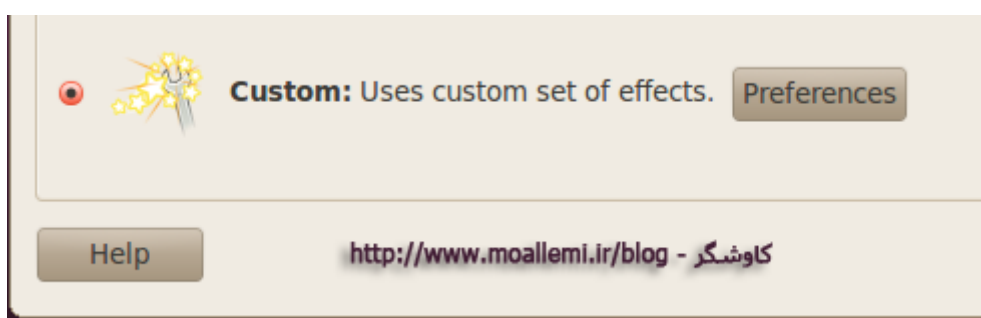 Custom: Uses custom set of effects. Preferences
Help
http://www.moallemi.ir/blog - کاوشگر